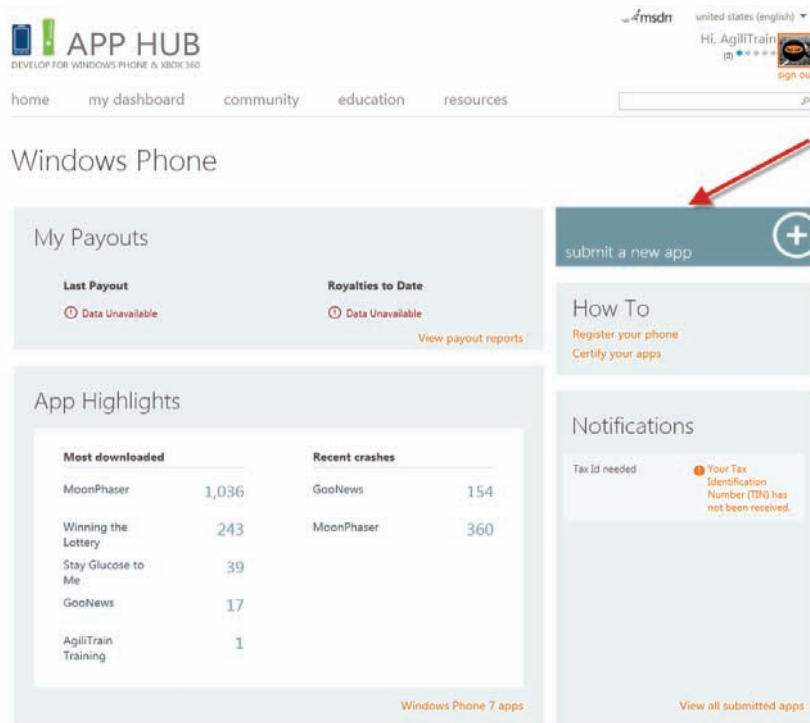 msdn
united states (english)
APP HUB
DEVELOP FOR WINDOWS PHONE & XBOX 360
Hi, AgiliTrain
(0)
sign ou
home my dashboard community education resources
Windows Phone
My Payouts
Last Payout Royalties to Date
Data Unavailable Data Unavailable
View payout reports
submit a new app
How To
Register your phone
Certify your apps
App Highlights
Most downloaded Recent crashes
MoonPhaser 1,036 GooNews 154
Winning the Lottery 243 MoonPhaser 360
Stay Glucose to Me 39
GooNews 17
AgiliTrain Training 1
Windows Phone 7 apps
Notifications
Tax Id needed
Your Tax
Identification
Number (TIN) has
not been received.
View all submitted apps